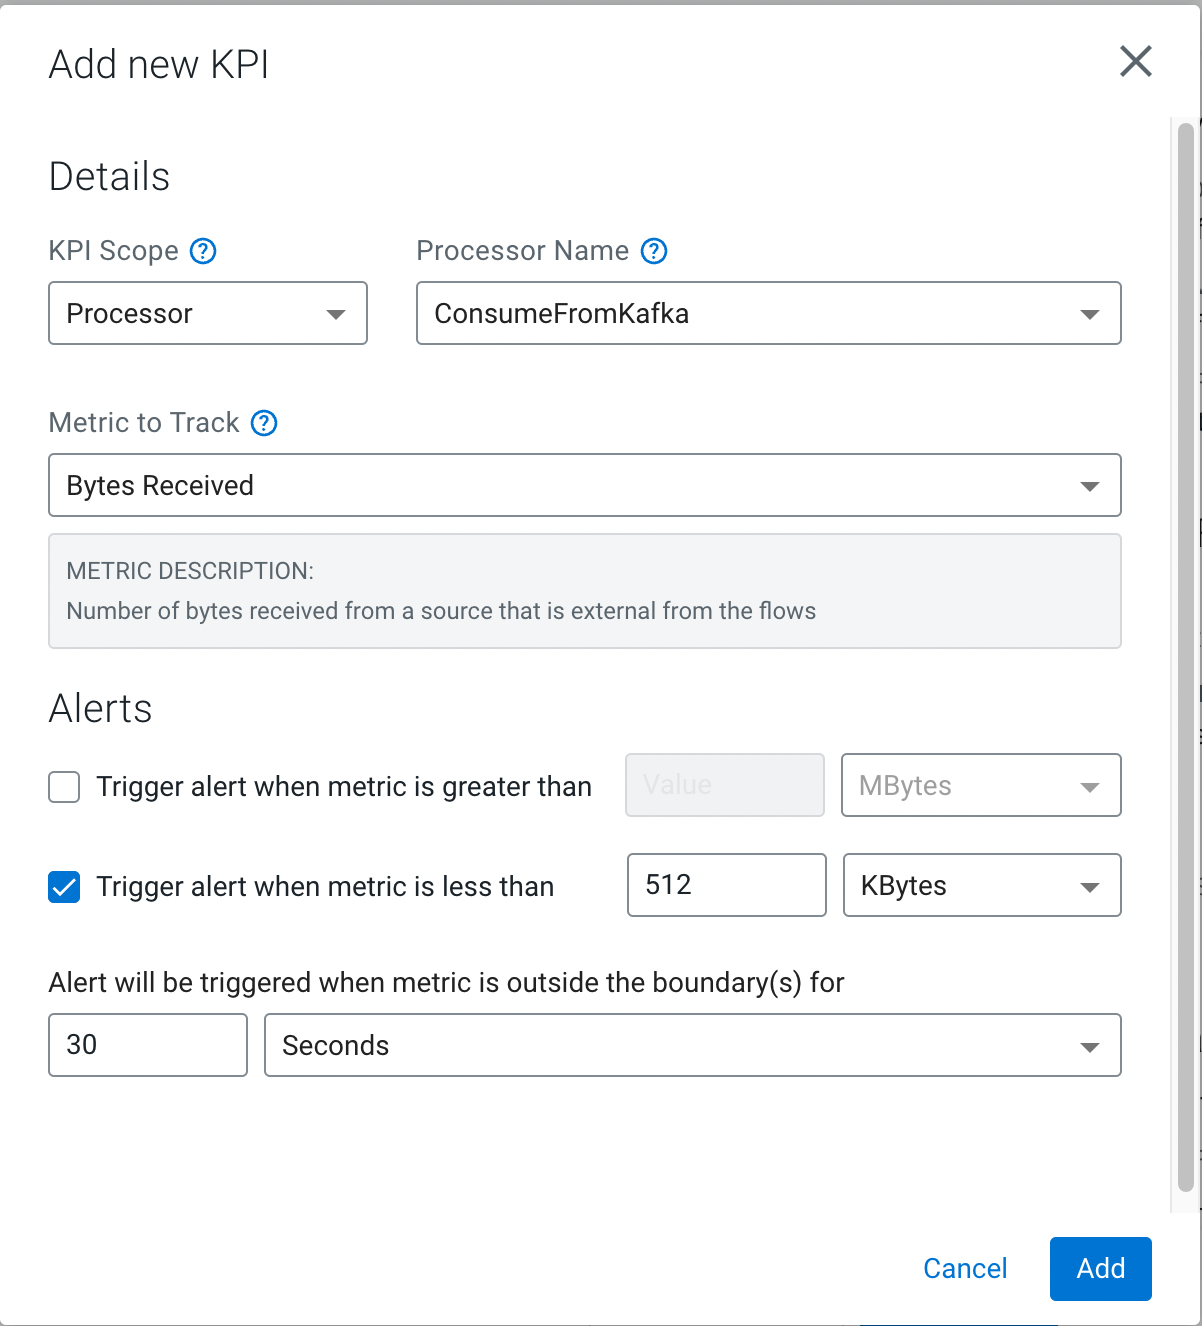 Add new KPI
Details
KPI Scope ?
Processor Name ?
Processor
ConsumeFromKafka
Metric to Track ?
Bytes Received
METRIC DESCRIPTION:
Number of bytes received from a source that is external from the flows
Alerts
Trigger alert when metric is greater than Value MBytes
Trigger alert when metric is less than 512 KBytes
Alert will be triggered when metric is outside the boundary(s) for
30 Seconds
Cancel Add